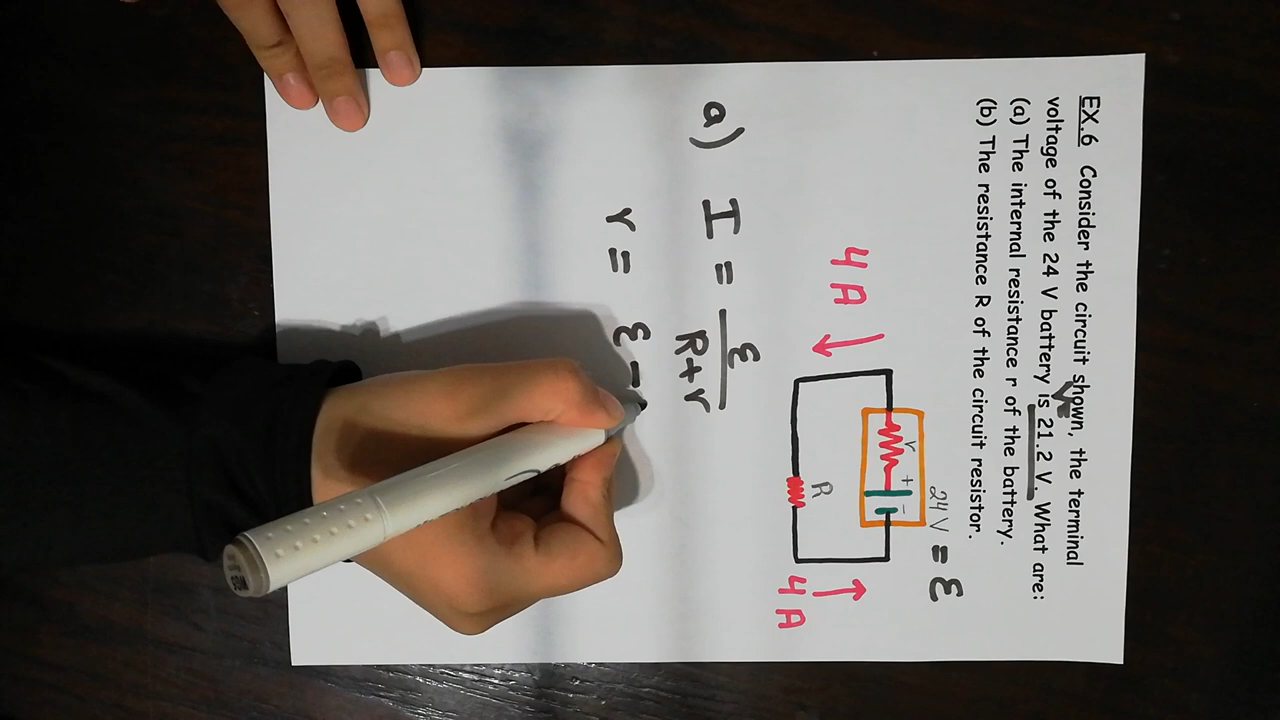 EX.6 Consider the circuit shown, the terminal
voltage of the 24 V battery is 21.2 V. What are:
(a) The internal resistance r of the battery.
(b) The resistance R of the circuit resistor.
24 V = ε
r
+ -
4A
R
4A
a) I = ε / R+r
r = ε -